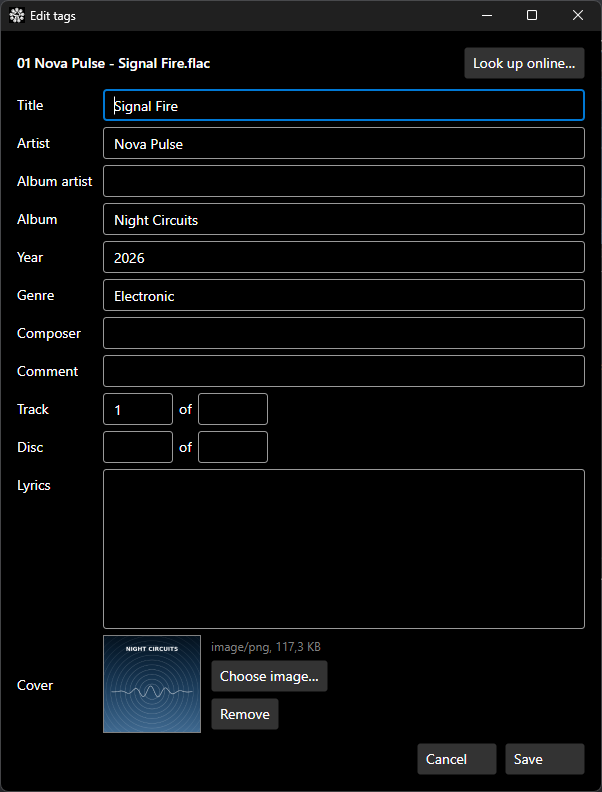 Edit tags
01 Nova Pulse - Signal Fire.flac
Look up online...
Title
Signal Fire
Artist
Nova Pulse
Album artist
Album
Night Circuits
Year
2026
Genre
Electronic
Composer
Comment
Track
1 of
Disc
of
Lyrics
NIGHT CIRCUITS
image/png, 117,3 KB
Choose image...
Cover
Remove
Cancel
Save